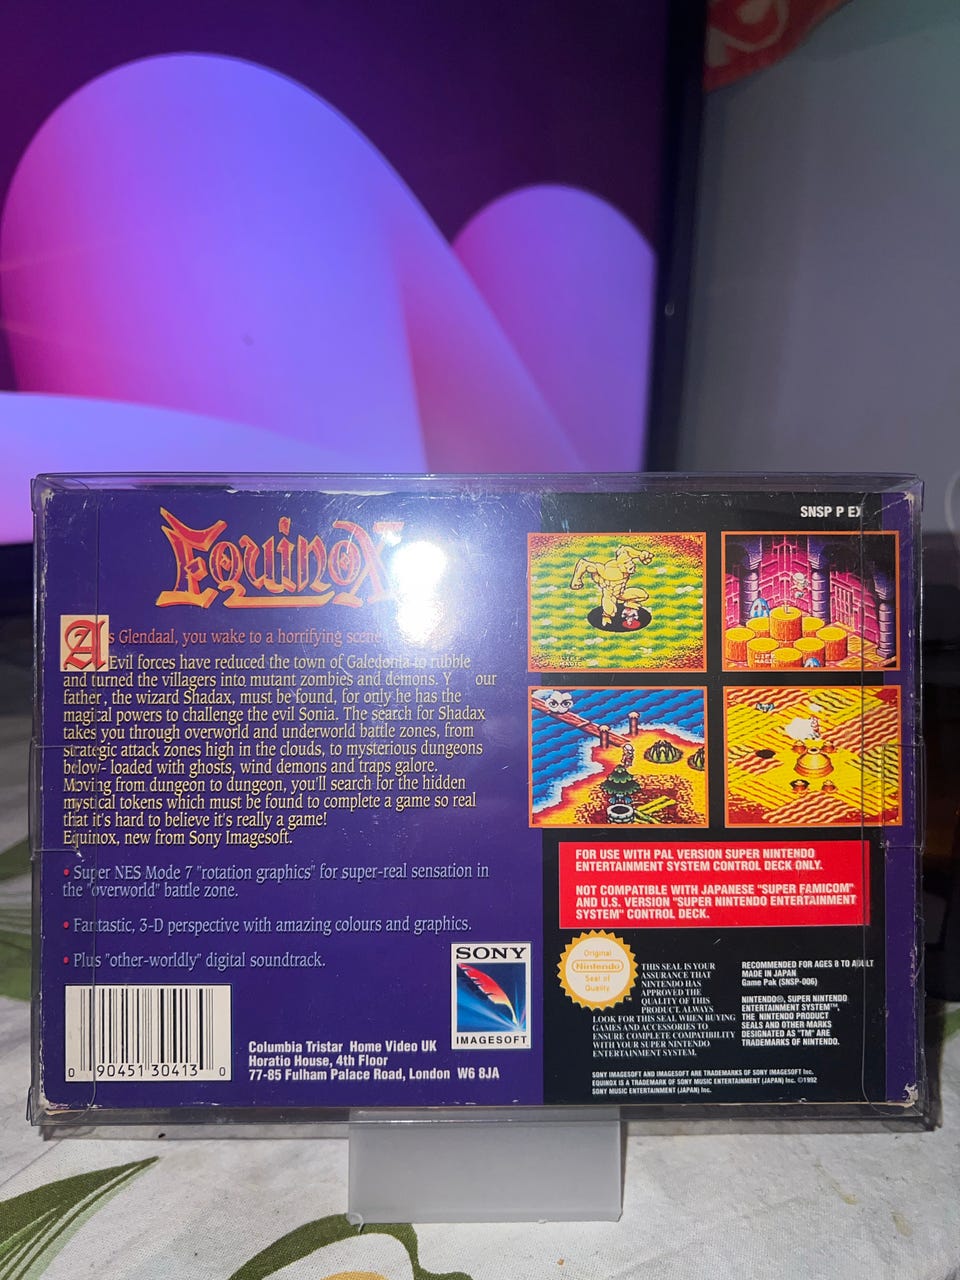 SNSP P EX
EQUINOX
As Glendaal, you wake to a horrifying scene.
Evil forces have reduced the town of Galedonia to rubble
and turned the villagers into mutant zombies and demons. Y our
father , the wizard Shadax, must be found, for only he has the
magical powers to challenge the evil Sonia. The search for Shadax
takes you through overworld and underworld battle zones, from
strategic attack zones high in the clouds, to mysterious dungeons
below- loaded with ghosts, wind demons and traps galore.
Moving from dungeon to dungeon, you'll search for the hidden
mystical tokens which must be found to complete a game so real
that it's hard to believe it's really a game!
Equinox, new from Sony Imagesoft.
• Super NES Mode 7 "rotation graphics" for super-real sensation in
the "overworld" battle zone.
• Fantastic, 3-D perspective with amazing colours and graphics.
• Plus "other-worldly" digital soundtrack.
0 90451 30413 0
SONY
IMAGESOFT
Columbia Tristar Home Video UK
Horatio House, 4th Floor
77-85 Fulham Palace Road, London W6 8JA
LIFE
MAGIC
LIFE
MAGIC
FOR USE WITH PAL VERSION SUPER NINTENDO
ENTERTAINMENT SYSTEM CONTROL DECK ONLY.
NOT COMPATIBLE WITH JAPANESE "SUPER FAMICOM"
AND U.S. VERSION "SUPER NINTENDO ENTERTAINMENT
SYSTEM" CONTROL DECK.
Original
Nintendo
Seal of
Quality
TM
THIS SEAL IS YOUR
ASSURANCE THAT
NINTENDO HAS
APPROVED THE
QUALITY OF THIS
PRODUCT. ALWAYS
LOOK FOR THIS SEAL WHEN BUYING
GAMES AND ACCESSORIES TO
ENSURE COMPLETE COMPATIBILITY
WITH YOUR SUPER NINTENDO
ENTERTAINMENT SYSTEM.
RECOMMENDED FOR AGES 8 TO ADULT
MADE IN JAPAN
Game Pak (SNSP-006)
NINTENDO®, SUPER NINTENDO
ENTERTAINMENT SYSTEM™,
THE NINTENDO PRODUCT
SEALS AND OTHER MARKS
DESIGNATED AS "TM" ARE
TRADEMARKS OF NINTENDO.
SONY IMAGESOFT AND IMAGESOFT ARE TRADEMARKS OF SONY IMAGESOFT Inc.
EQUINOX IS A TRADEMARK OF SONY MUSIC ENTERTAINMENT (JAPAN) Inc. ©1992
SONY MUSIC ENTERTAINMENT (JAPAN) Inc.